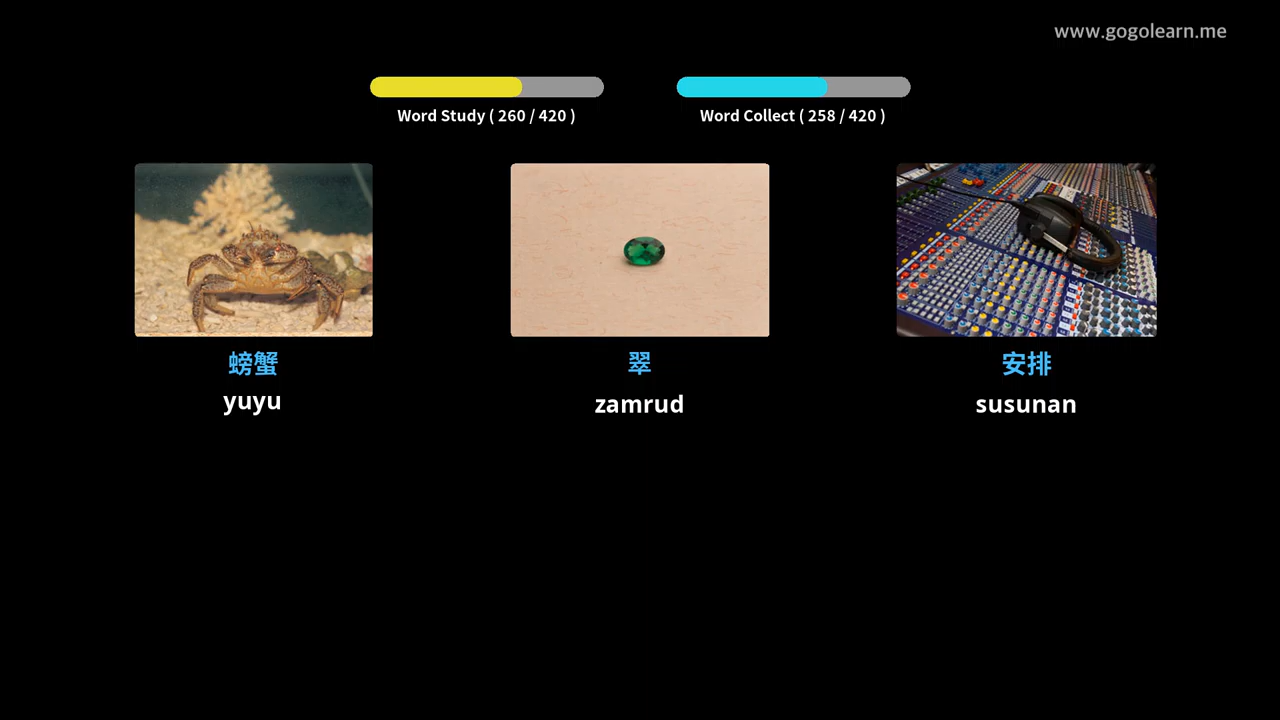 www.gogolearn.me
Word Study ( 260 / 420 )
Word Collect ( 258 / 420 )
螃蟹
翠
安排
yuyu
zamrud
susunan